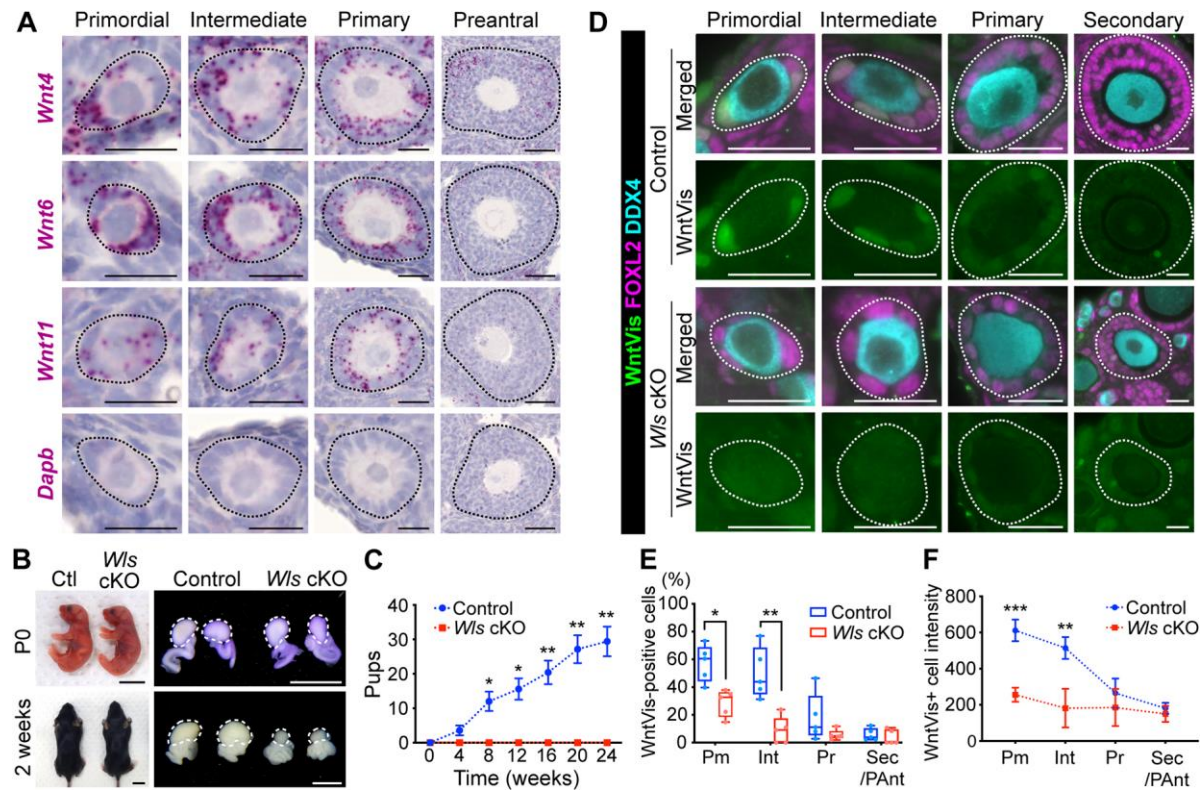 A
Primordial Intermediate Primary Preantral
Wnt4
Wnt6
Wnt11
Dapb
B
Ctl Wls cKO Control Wls cKO
P0
2 weeks
C
Control
Wls cKO
Pups
30
20
10
0
0 4 8 12 16 20 24
Time (weeks)
* * ** ** **
D
Primordial Intermediate Primary Secondary
WntVis FOXL2 DDX4
Control
Merged
WntVis
Wls cKO
Merged
WntVis
E
(%)
WntVis-positive cells
100
80
60
40
20
0
* **
Control
Wls cKO
Pm Int Pr Sec
/PAnt
F
WntVis+ cell intensity
800
600
400
200
0
*** **
Control
Wls cKO
Pm Int Pr Sec
/PAnt